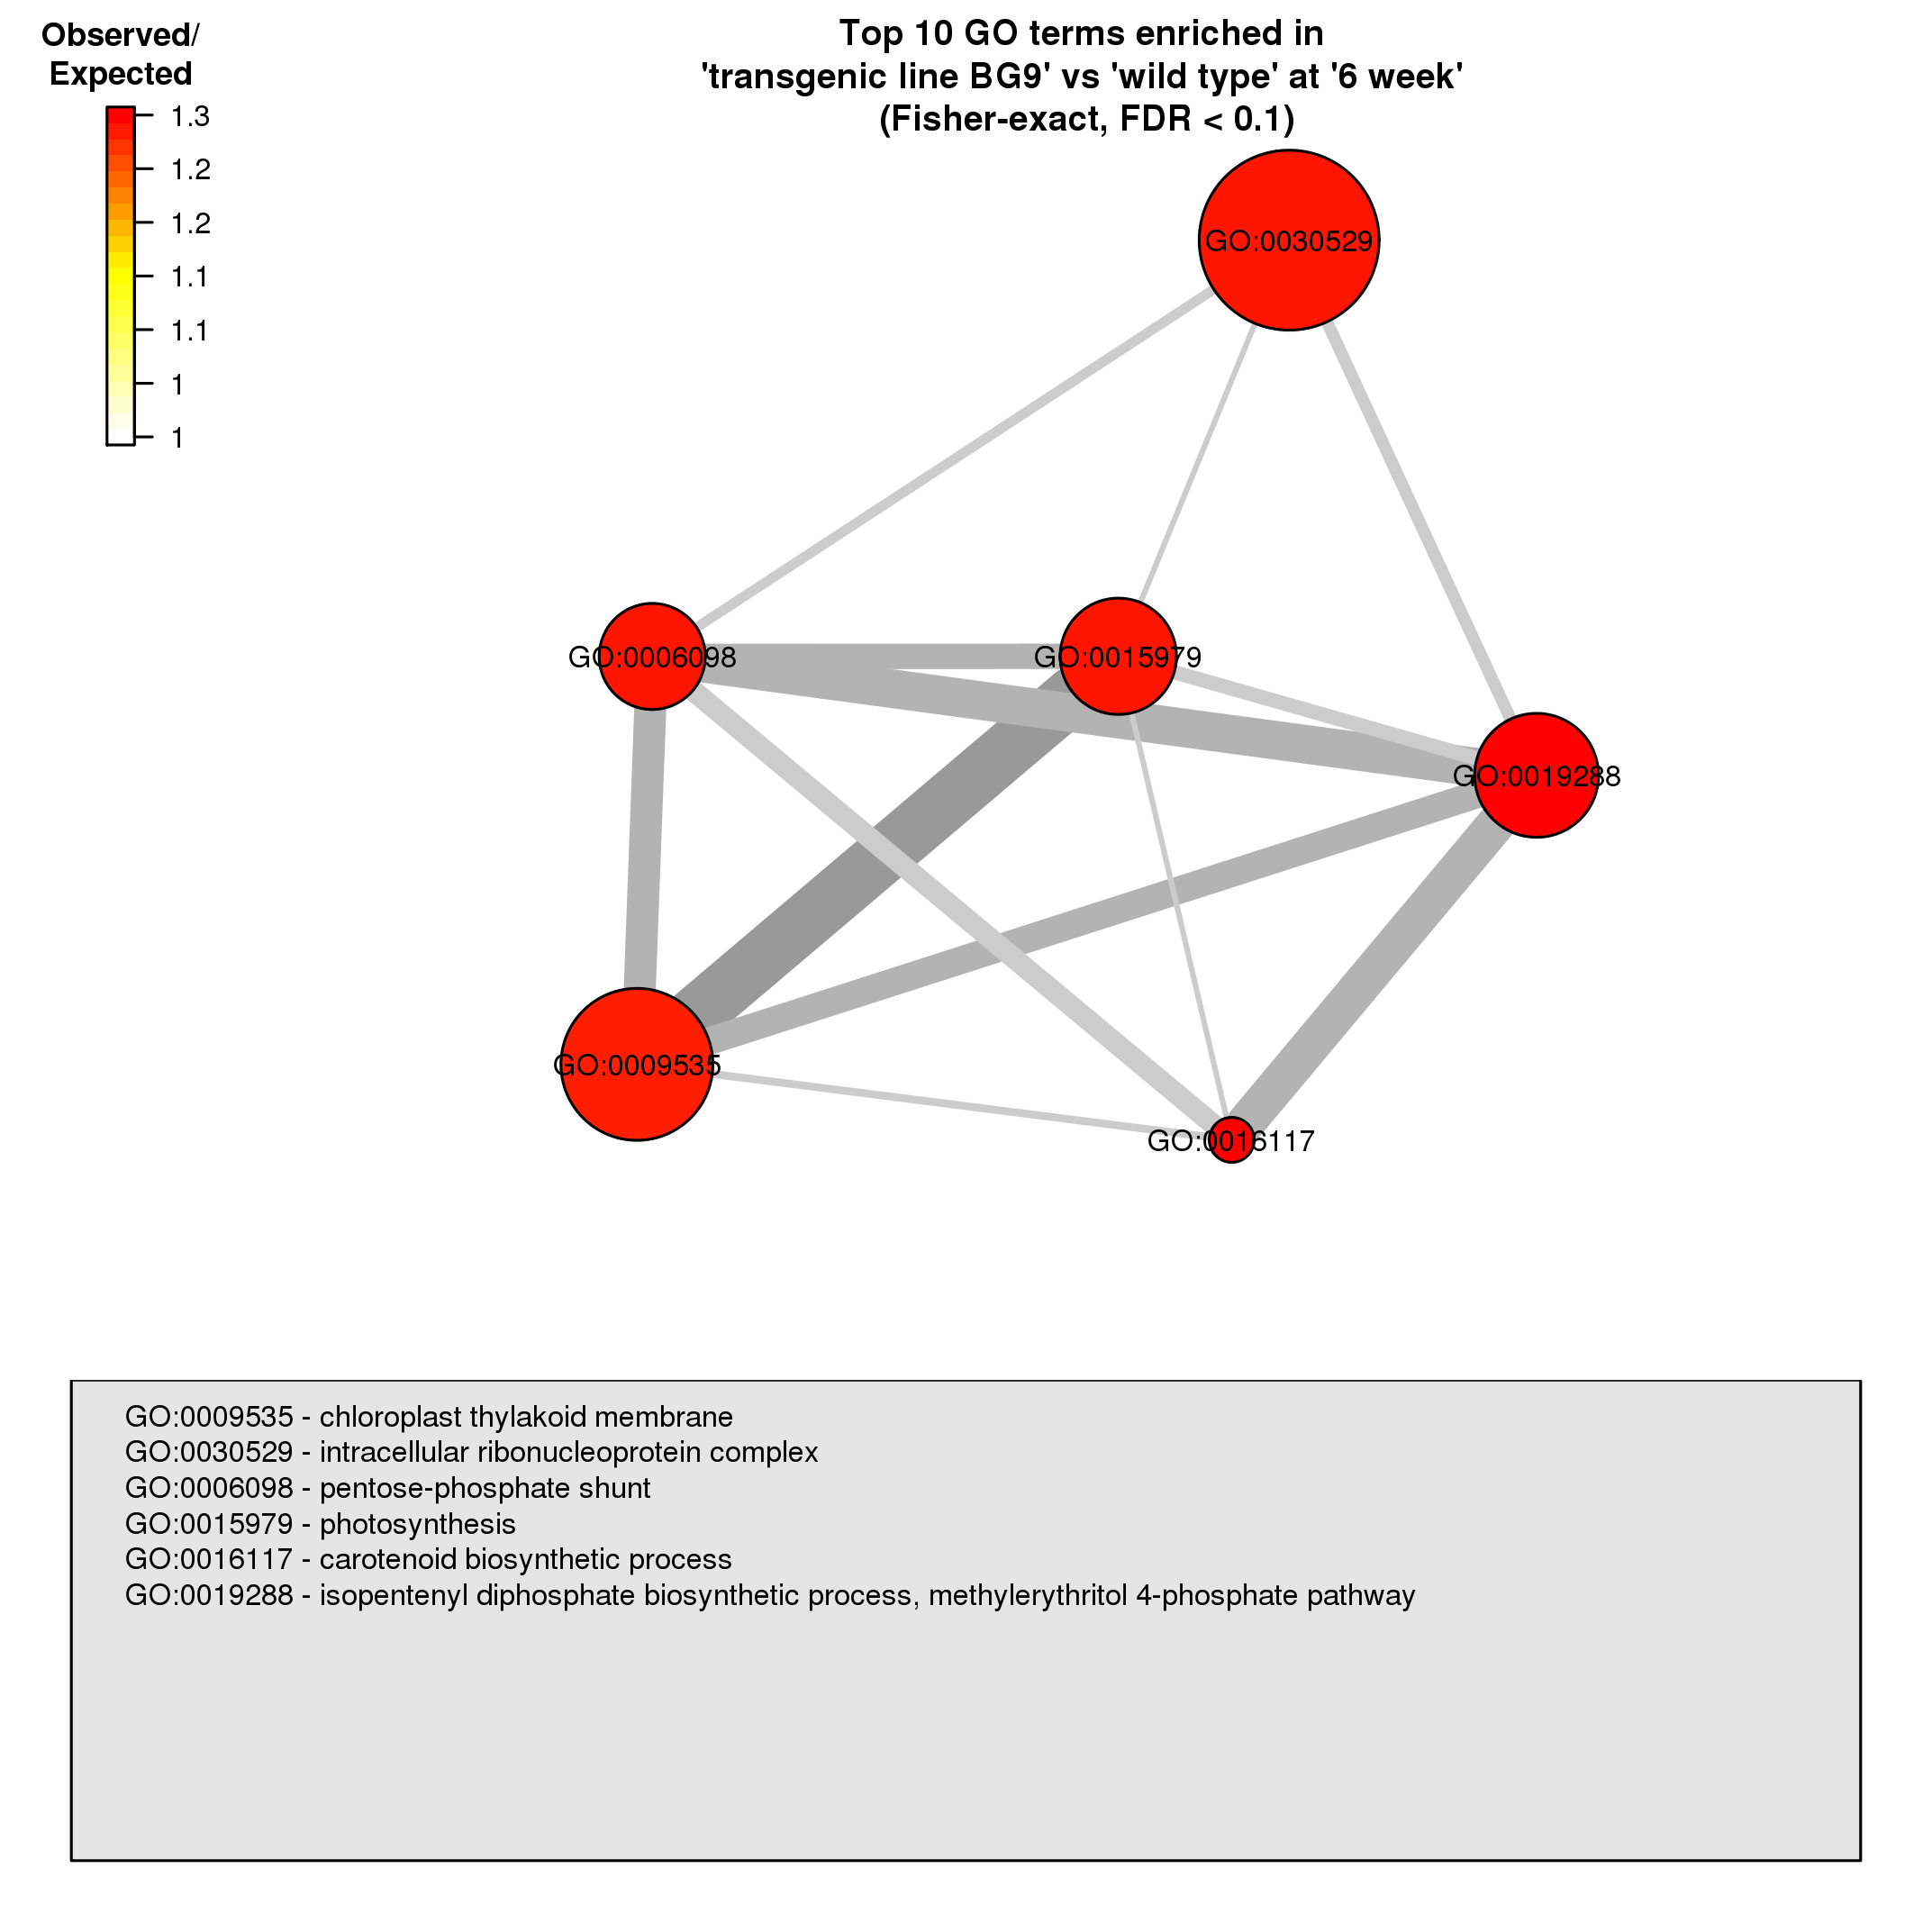 Observed/
Expected
1.3
1.2
1.2
1.1
1.1
1
1
Top 10 GO terms enriched in
'transgenic line BG9' vs 'wild type' at '6 week'
(Fisher-exact, FDR < 0.1)
GO:0030529
GO:0006098
GO:0015979
GO:0019288
GO:0009535
GO:0016117
GO:0009535 - chloroplast thylakoid membrane
GO:0030529 - intracellular ribonucleoprotein complex
GO:0006098 - pentose-phosphate shunt
GO:0015979 - photosynthesis
GO:0016117 - carotenoid biosynthetic process
GO:0019288 - isopentenyl diphosphate biosynthetic process, methylerythritol 4-phosphate pathway